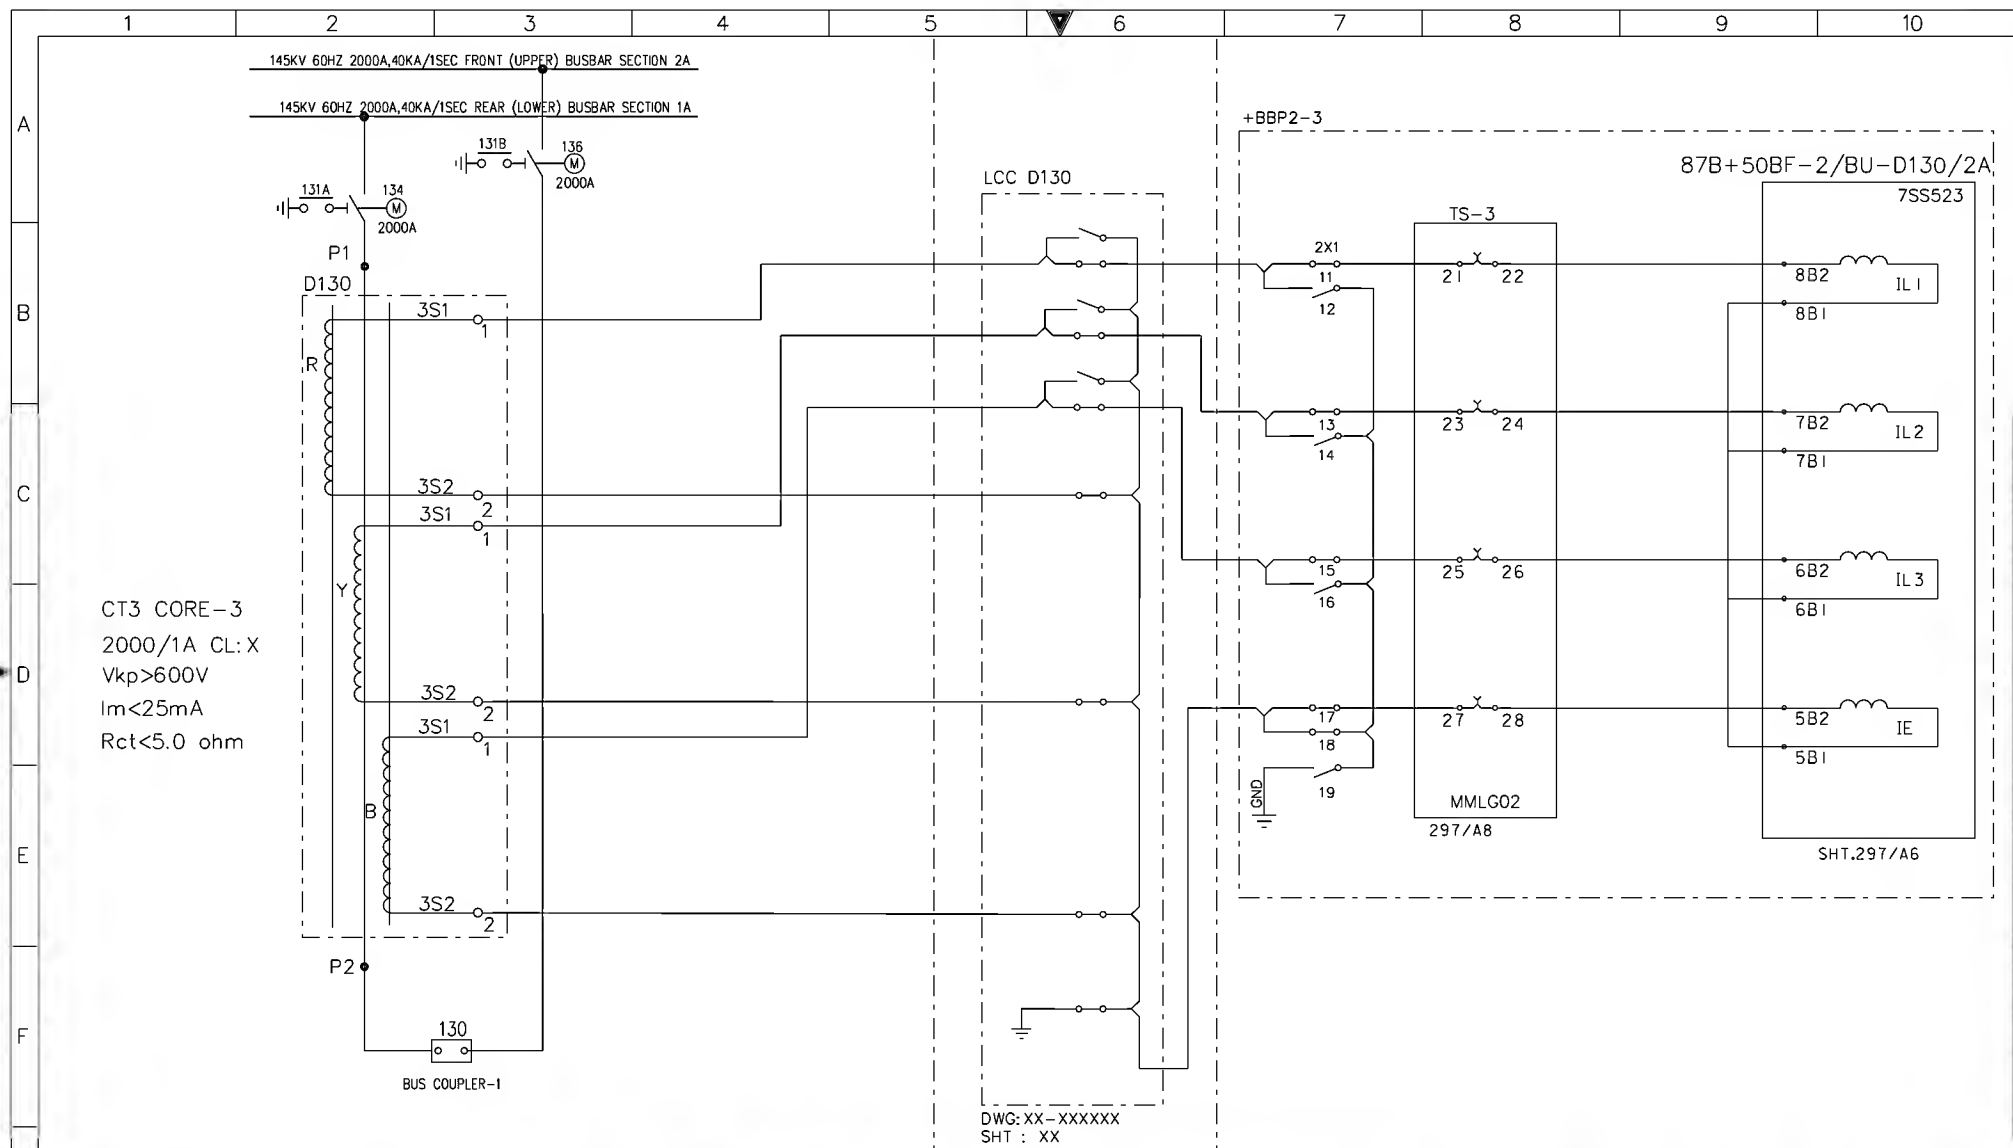 1 2 3 4 5 6 7 8 9 10
A
B
C
D
E
F
145KV 60HZ 2000A,40KA/1SEC FRONT (UPPER) BUSBAR SECTION 2A
145KV 60HZ 2000A,40KA/1SEC REAR (LOWER) BUSBAR SECTION 1A
131B
136
M
2000A
131A
134
M
2000A
P1
D130
3S1
1
R
3S2
2
3S1
1
Y
3S2
2
3S1
1
B
3S2
2
P2
130
BUS COUPLER-1
CT3 CORE-3
2000/1A CL:X
Vkp>600V
Im<25mA
Rct<5.0 ohm
LCC D130
DWG:XX-XXXXXX
SHT : XX
+BBP2-3
2X1
11
12
13
14
15
16
17
18
19
GND
TS-3
21 22
23 24
25 26
27 28
MMLG02
297/A8
87B+50BF-2/BU-D130/2A
7SS523
8B2
IL1
8B1
7B2
IL2
7B1
6B2
IL3
6B1
5B2
IE
5B1
SHT.297/A6